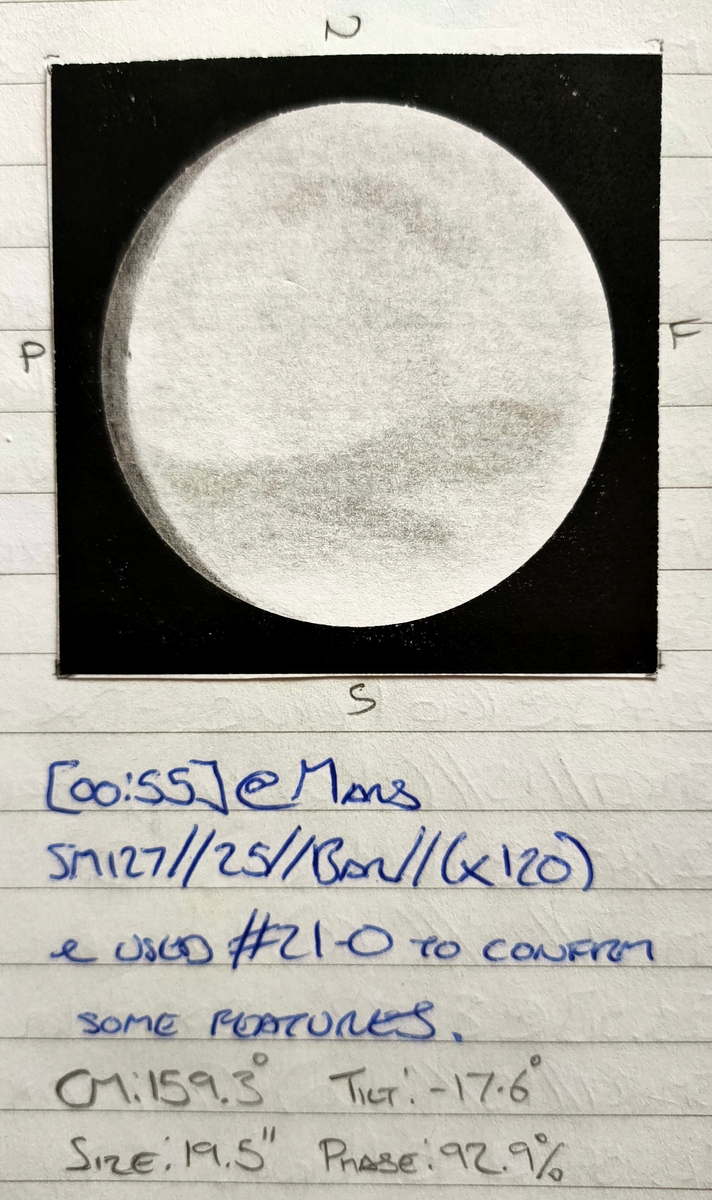 N
P
F
S
[00:55] @ Mars
SM127//25//Bar//(x120)
USED #21-O TO CONFIRM
SOME FEATURES.
CM: 159.3° TILT: -17.6°
SIZE: 19.5" PHASE: 92.9%